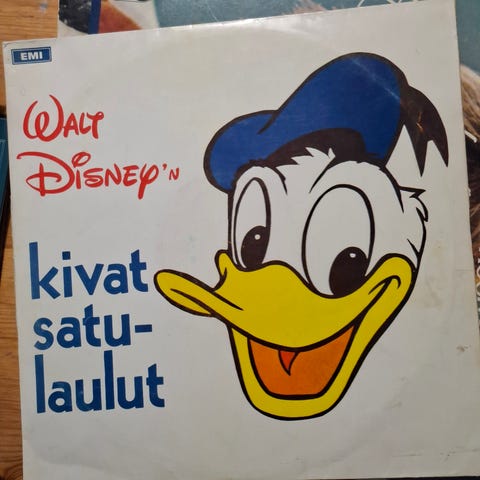 EMI
WALT
DISNEY'N
kivat
satu-
laulut